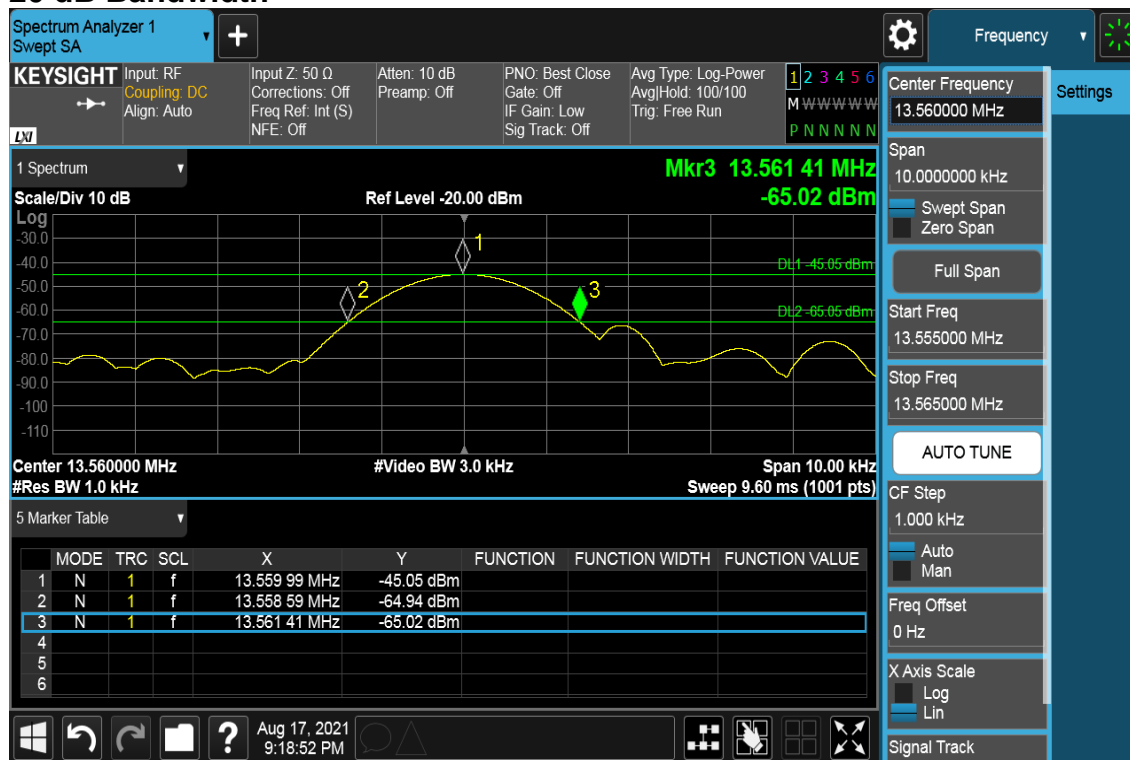 20 dB Bandwidth
Spectrum Analyzer 1
Swept SA
+
Frequency
KEYSIGHT
Input: RF
Coupling: DC
Align: Auto
Input Z: 50 Ω
Corrections: Off
Freq Ref: Int (S)
NFE: Off
Atten: 10 dB
Preamp: Off
PNO: Best Close
Gate: Off
IF Gain: Low
Sig Track: Off
Avg Type: Log-Power
Avg|Hold: 100/100
Trig: Free Run
1 2 3 4 5 6
M W W W W W
P N N N N N
LXI
Center Frequency
13.560000 MHz
Settings
Span
10.0000000 kHz
Swept Span
Zero Span
Full Span
Start Freq
13.555000 MHz
Stop Freq
13.565000 MHz
AUTO TUNE
CF Step
1.000 kHz
Auto
Man
Freq Offset
0 Hz
X Axis Scale
Log
Lin
Signal Track
1 Spectrum
Mkr3 13.561 41 MHz
Scale/Div 10 dB
Ref Level -20.00 dBm
-65.02 dBm
Log
-30.0
-40.0
-50.0
-60.0
-70.0
-80.0
-90.0
-100
-110
1
2
3
DL1 -45.05 dBm
DL2 -65.05 dBm
Center 13.560000 MHz
#Video BW 3.0 kHz
Span 10.00 kHz
#Res BW 1.0 kHz
Sweep 9.60 ms (1001 pts)
5 Marker Table
MODE TRC SCL X Y FUNCTION FUNCTION WIDTH FUNCTION VALUE
1 N 1 f 13.559 99 MHz -45.05 dBm
2 N 1 f 13.558 59 MHz -64.94 dBm
3 N 1 f 13.561 41 MHz -65.02 dBm
4
5
6
?
Aug 17, 2021
9:18:52 PM